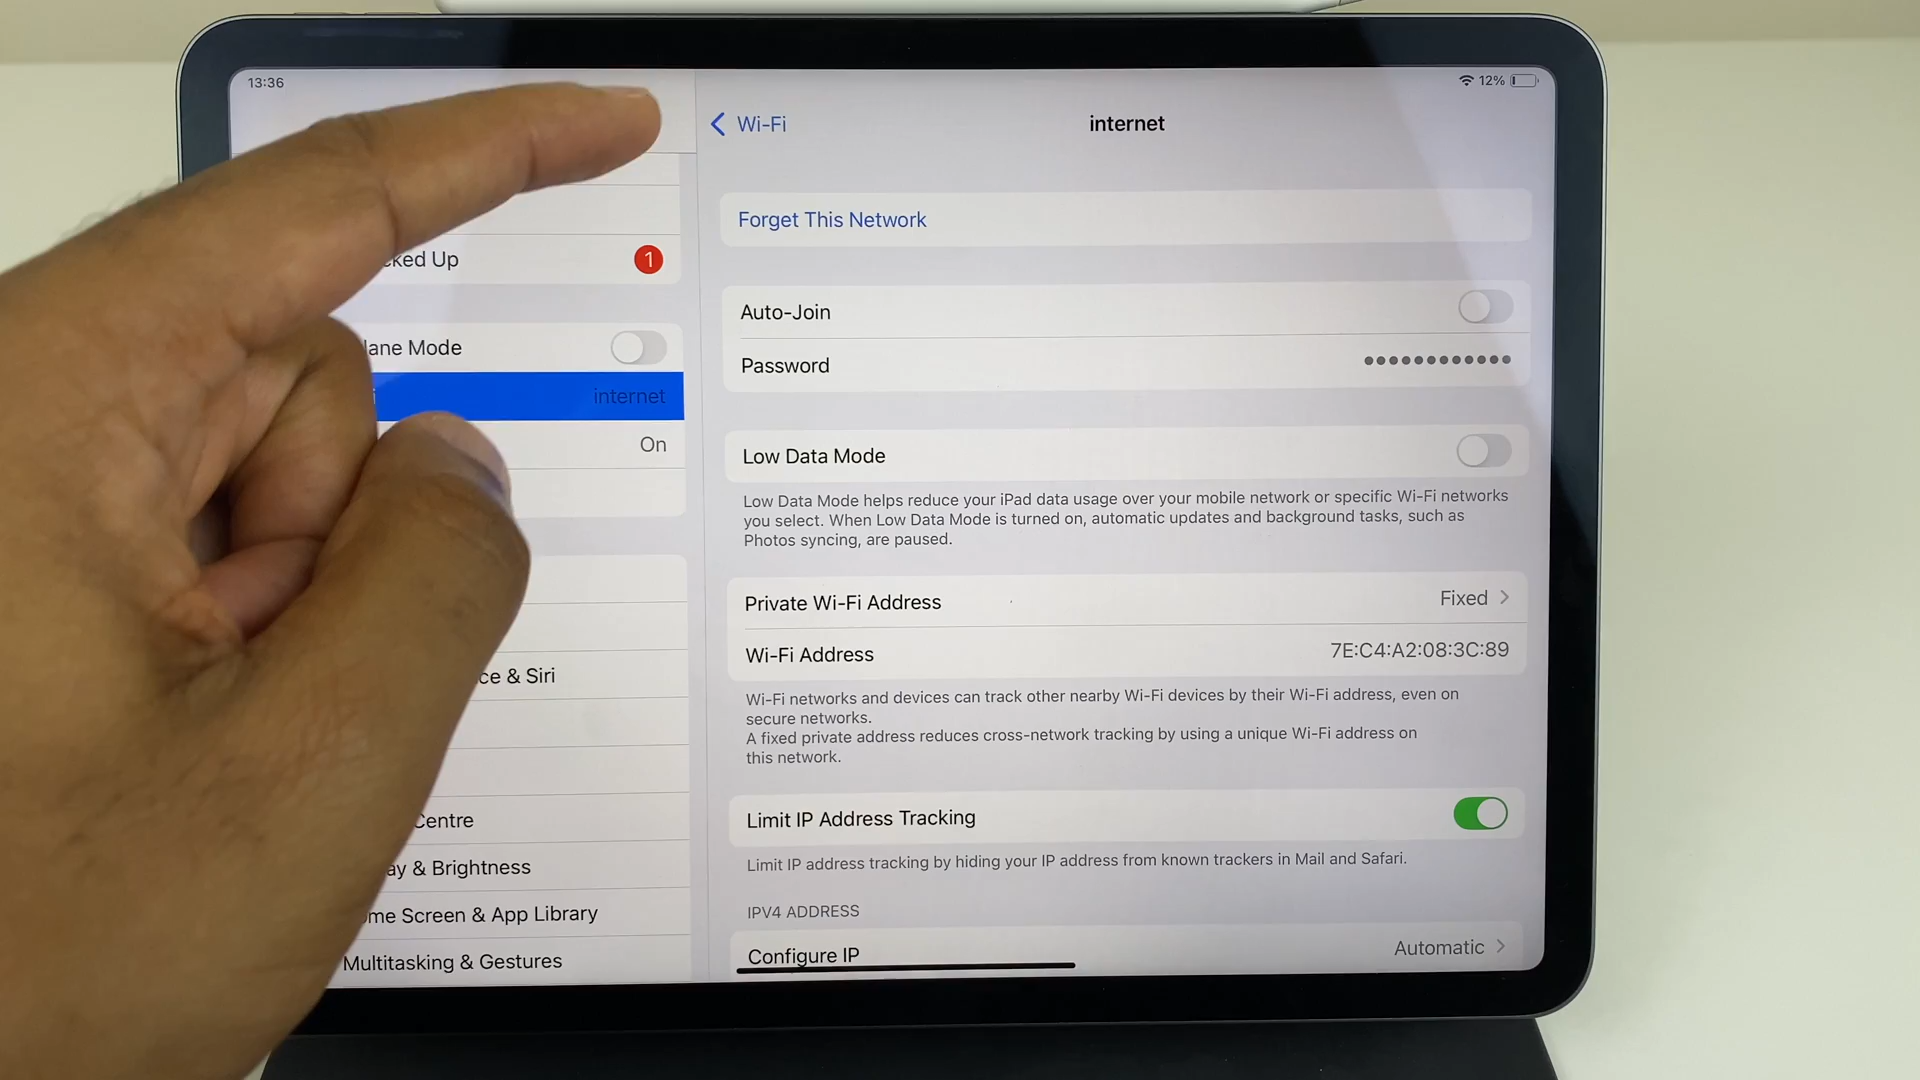 13:36
12%
Wi-Fi
internet
Forget This Network
cked Up
1
Auto-Join
lane Mode
Password
internet
On
Low Data Mode
Low Data Mode helps reduce your iPad data usage over your mobile network or specific Wi-Fi networks
you select. When Low Data Mode is turned on, automatic updates and background tasks, such as
Photos syncing, are paused.
Private Wi-Fi Address
Fixed
Wi-Fi Address
7E:C4:A2:08:3C:89
ce & Siri
Wi-Fi networks and devices can track other nearby Wi-Fi devices by their Wi-Fi address, even on
secure networks.
A fixed private address reduces cross-network tracking by using a unique Wi-Fi address on
this network.
Centre
Limit IP Address Tracking
ay & Brightness
Limit IP address tracking by hiding your IP address from known trackers in Mail and Safari.
me Screen & App Library
IPV4 ADDRESS
Multitasking & Gestures
Configure IP
Automatic